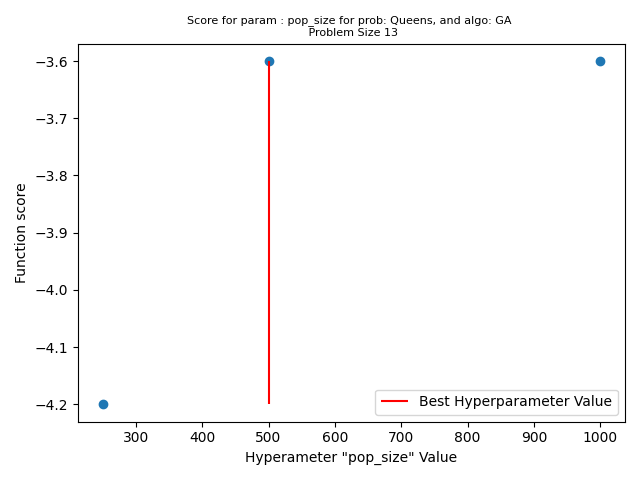 Score for param : pop_size for prob: Queens, and algo: GA
Problem Size 13
−3.6
−3.7
−3.8
−3.9
−4.0
−4.1
−4.2
Function score
Best Hyperparameter Value
300 400 500 600 700 800 900 1000
Hyperameter "pop_size" Value